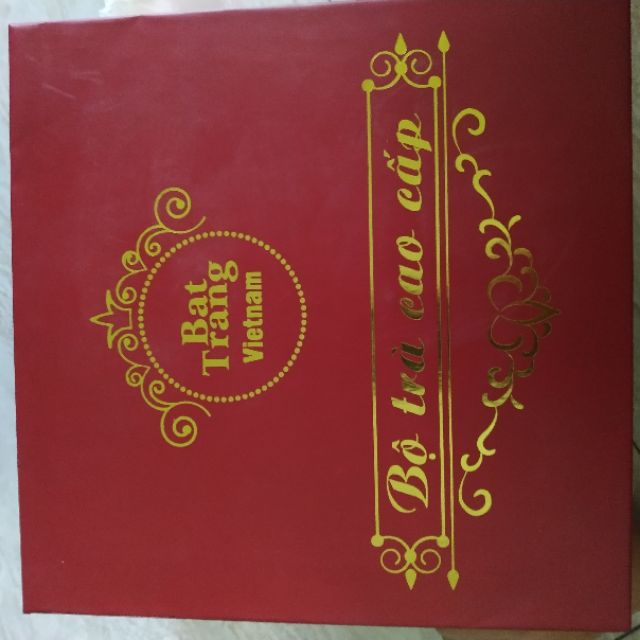 Bat
Trang
Vietnam
Bộ trà cao cấp